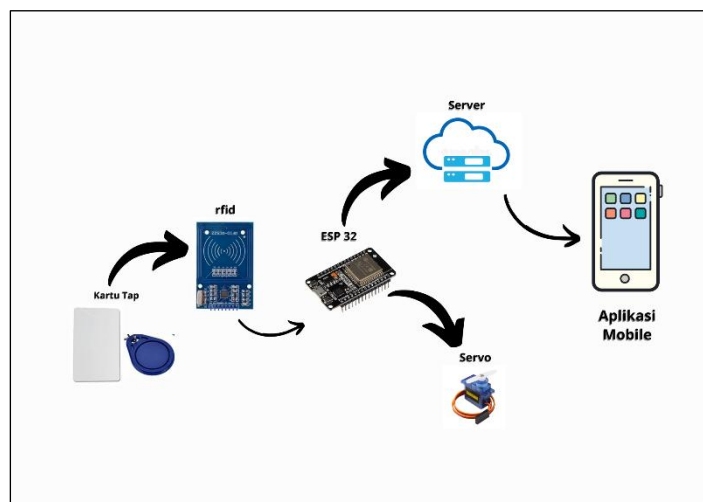 Server
rfid
ESP 32
Kartu Tap
Aplikasi
Mobile
Servo